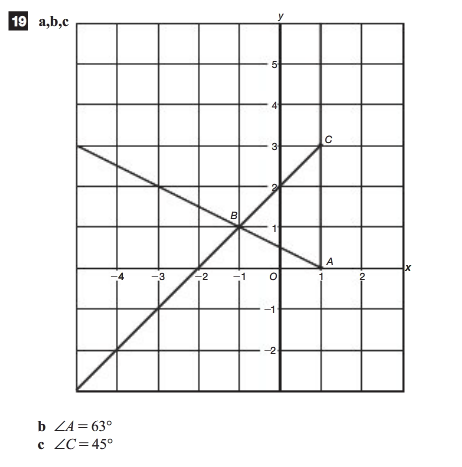 19 a,b,c
y
5
4
3
C
2
B
1
A
-4 -3 -2 -1 O 1 2 x
-1
-2
b ∠A = 63°
c ∠C = 45°